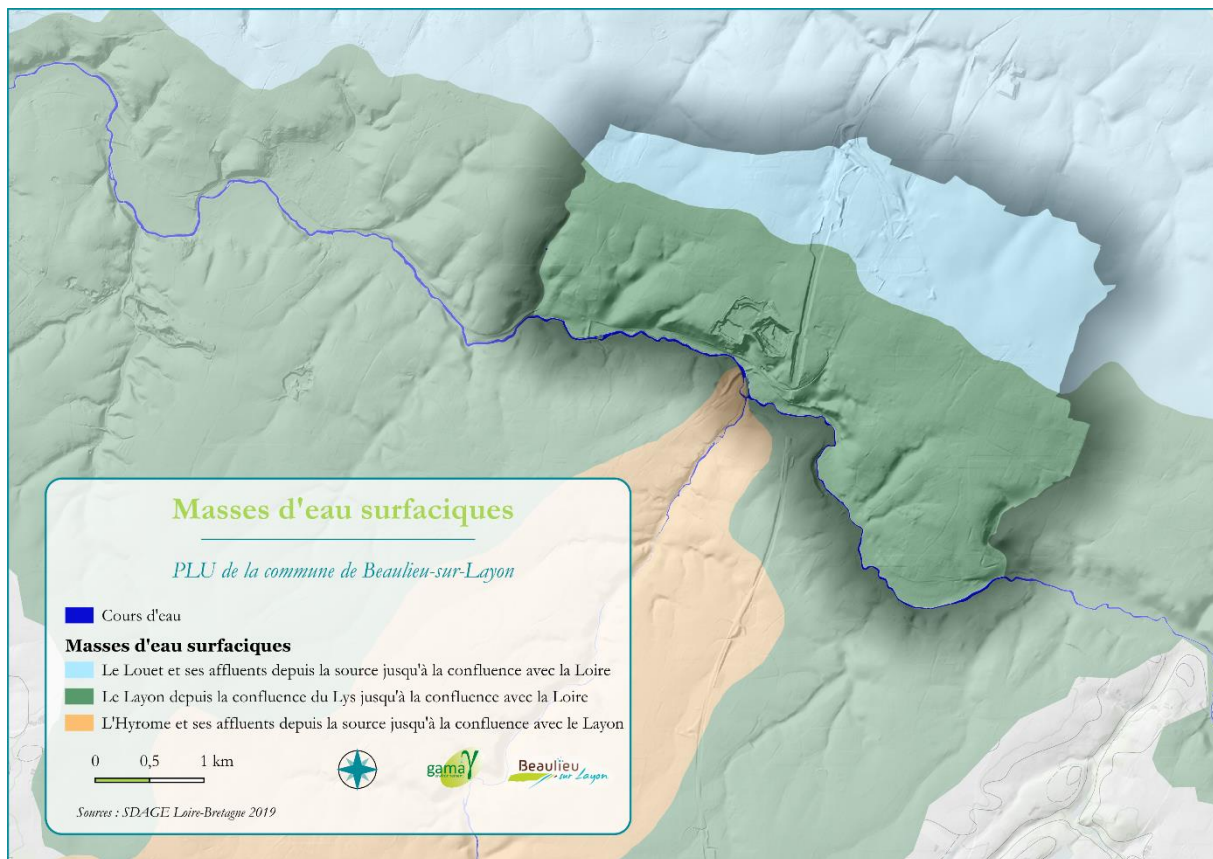 Masses d'eau surfaciques
PLU de la commune de Beaulieu-sur-Layon
Cours d'eau
Masses d'eau surfaciques
Le Louet et ses affluents depuis la source jusqu'à la confluence avec la Loire
Le Layon depuis la confluence du Lys jusqu'à la confluence avec la Loire
L'Hyrome et ses affluents depuis la source jusqu'à la confluence avec le Layon
0 0,5 1 km
gama
Beaulieu
sur Layon
Sources : SDAGE Loire-Bretagne 2019